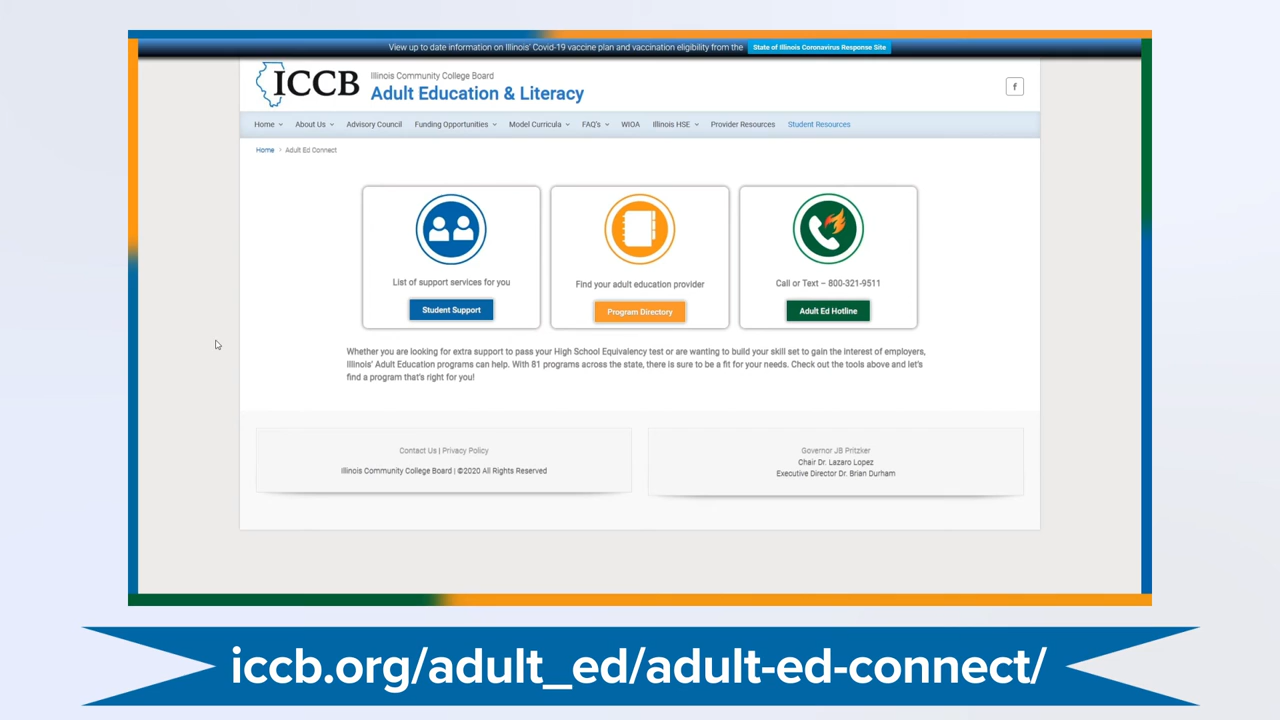 View up to date information on Illinois' Covid-19 vaccine plan and vaccination eligibility from the State of Illinois Coronavirus Response Site
ICCB
Illinois Community College Board
Adult Education & Literacy
f
Home About Us Advisory Council Funding Opportunities Model Curricula FAQ's WIOA Illinois HSE Provider Resources Student Resources
Home › Adult Ed Connect
List of support services for you
Student Support
Find your adult education provider
Program Directory
Call or Text – 800-321-9511
Adult Ed Hotline
Whether you are looking for extra support to pass your High School Equivalency test or are wanting to build your skill set to gain the interest of employers,
Illinois' Adult Education programs can help. With 81 programs across the state, there is sure to be a fit for your needs. Check out the tools above and let's
find a program that's right for you!
Contact Us | Privacy Policy
Illinois Community College Board | ©2020 All Rights Reserved
Governor JB Pritzker
Chair Dr. Lazaro Lopez
Executive Director Dr. Brian Durham
iccb.org/adult_ed/adult-ed-connect/